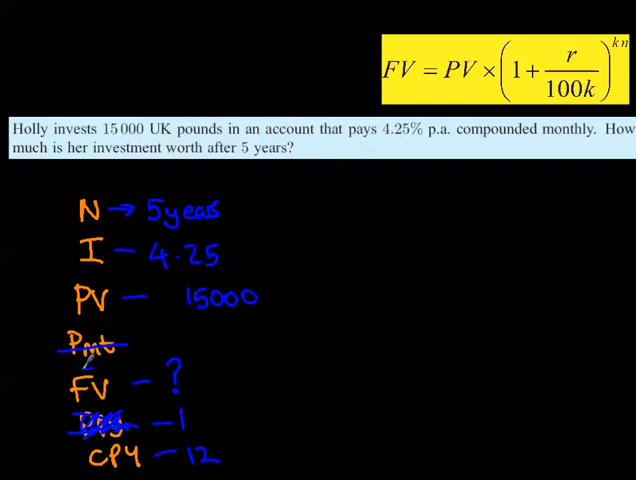 FV = PV × (1 + r/100k)^kn
Holly invests 15 000 UK pounds in an account that pays 4.25% p.a. compounded monthly. How
much is her investment worth after 5 years?
N → 5 years
I – 4.25
PV – 15000
Pmt
FV – ?
– 1
CPY – 12